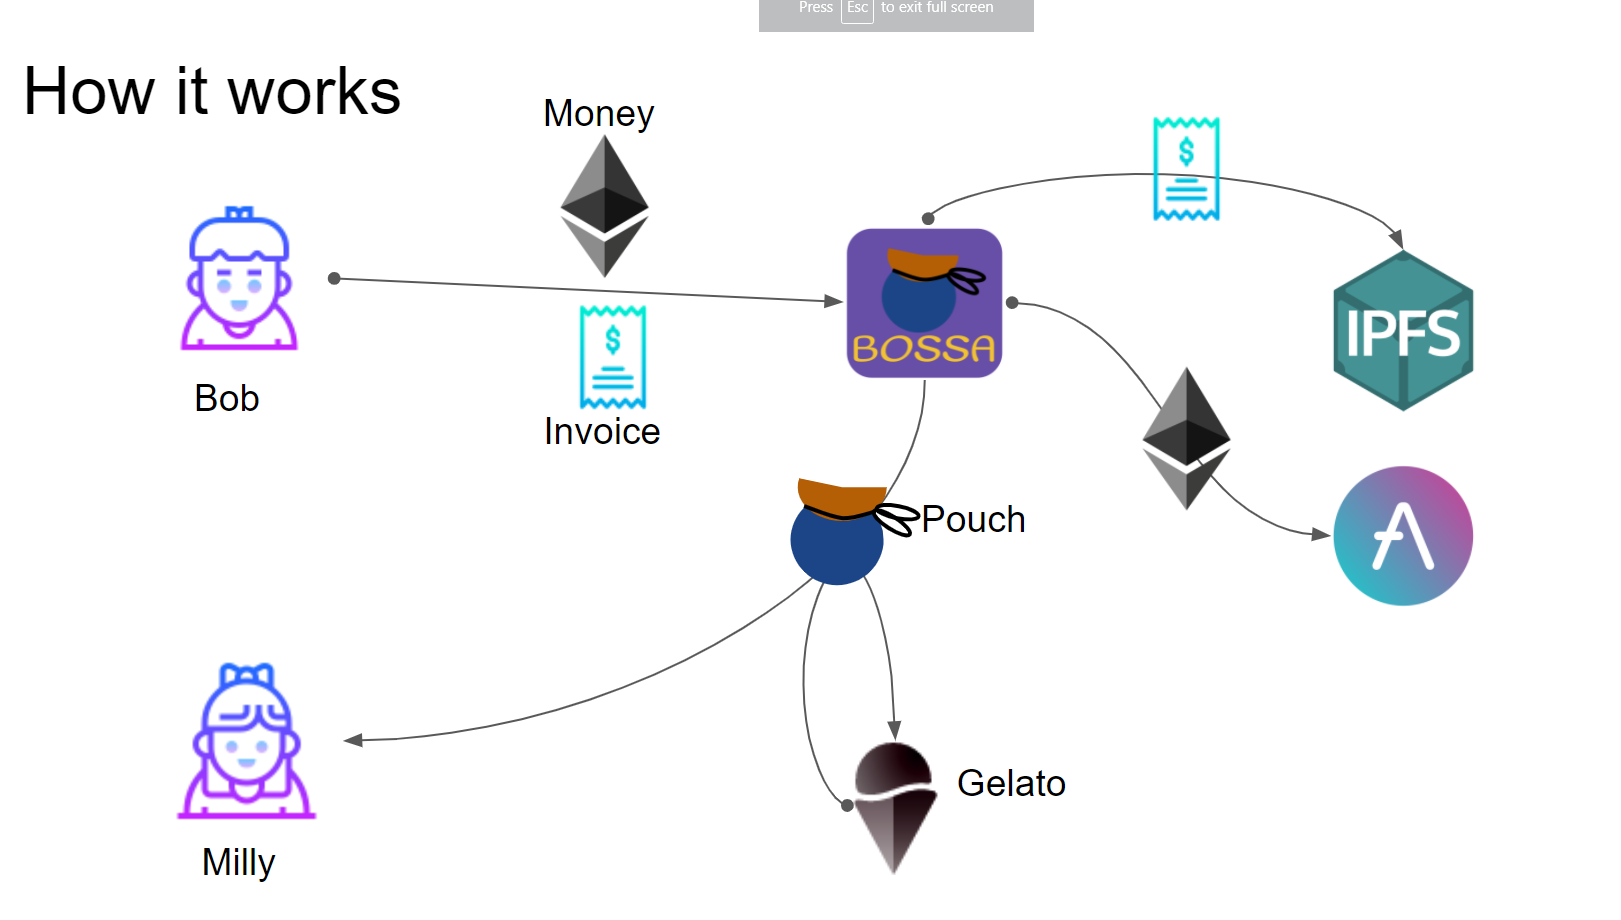 Press Esc to exit full screen
How it works
Money
$
$
BOSSA
IPFS
Bob
Invoice
Pouch
Gelato
Milly